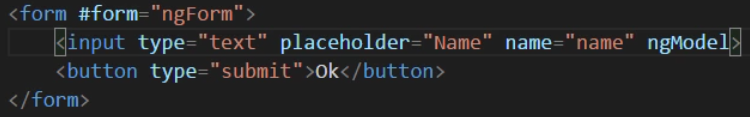 <form #form="ngForm">
    <input type="text" placeholder="Name" name="name" ngModel>
    <button type="submit">Ok</button>
</form>